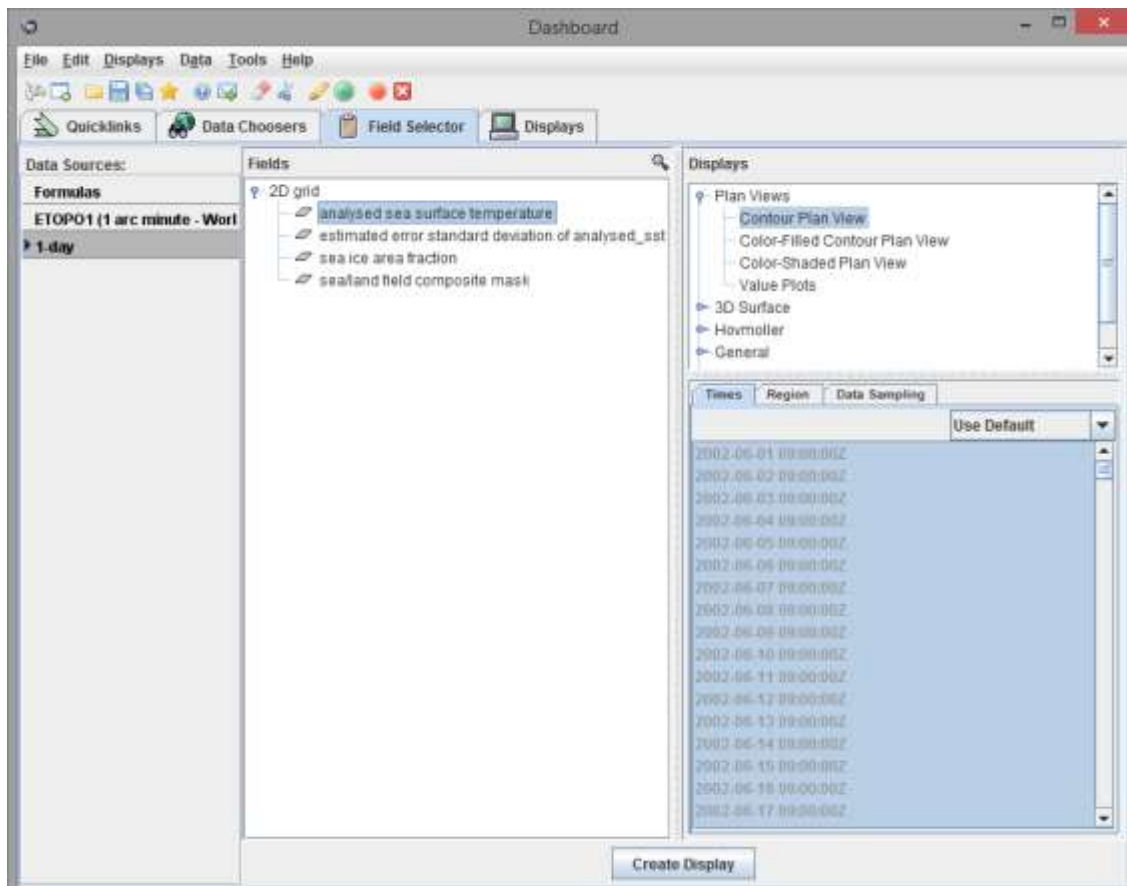 Dashboard
File Edit Displays Data Tools Help
Quicklinks Data Choosers Field Selector Displays
Data Sources:
Formulas
ETOPO1 (1 arc minute - Worl
1-day
Fields
2D grid
analysed sea surface temperature
estimated error standard deviation of analysed_sst
sea ice area fraction
sea/land field composite mask
Displays
Plan Views
Contour Plan View
Color-Filled Contour Plan View
Color-Shaded Plan View
Value Plots
3D Surface
Hovmoller
General
Times Region Data Sampling
Use Default
2002-06-01 09:00:00Z
2002-06-02 09:00:00Z
2002-06-03 09:00:00Z
2002-06-04 09:00:00Z
2002-06-05 09:00:00Z
2002-06-06 09:00:00Z
2002-06-07 09:00:00Z
2002-06-08 09:00:00Z
2002-06-09 09:00:00Z
2002-06-10 09:00:00Z
2002-06-11 09:00:00Z
2002-06-12 09:00:00Z
2002-06-13 09:00:00Z
2002-06-14 09:00:00Z
2002-06-15 09:00:00Z
2002-06-16 09:00:00Z
2002-06-17 09:00:00Z
Create Display